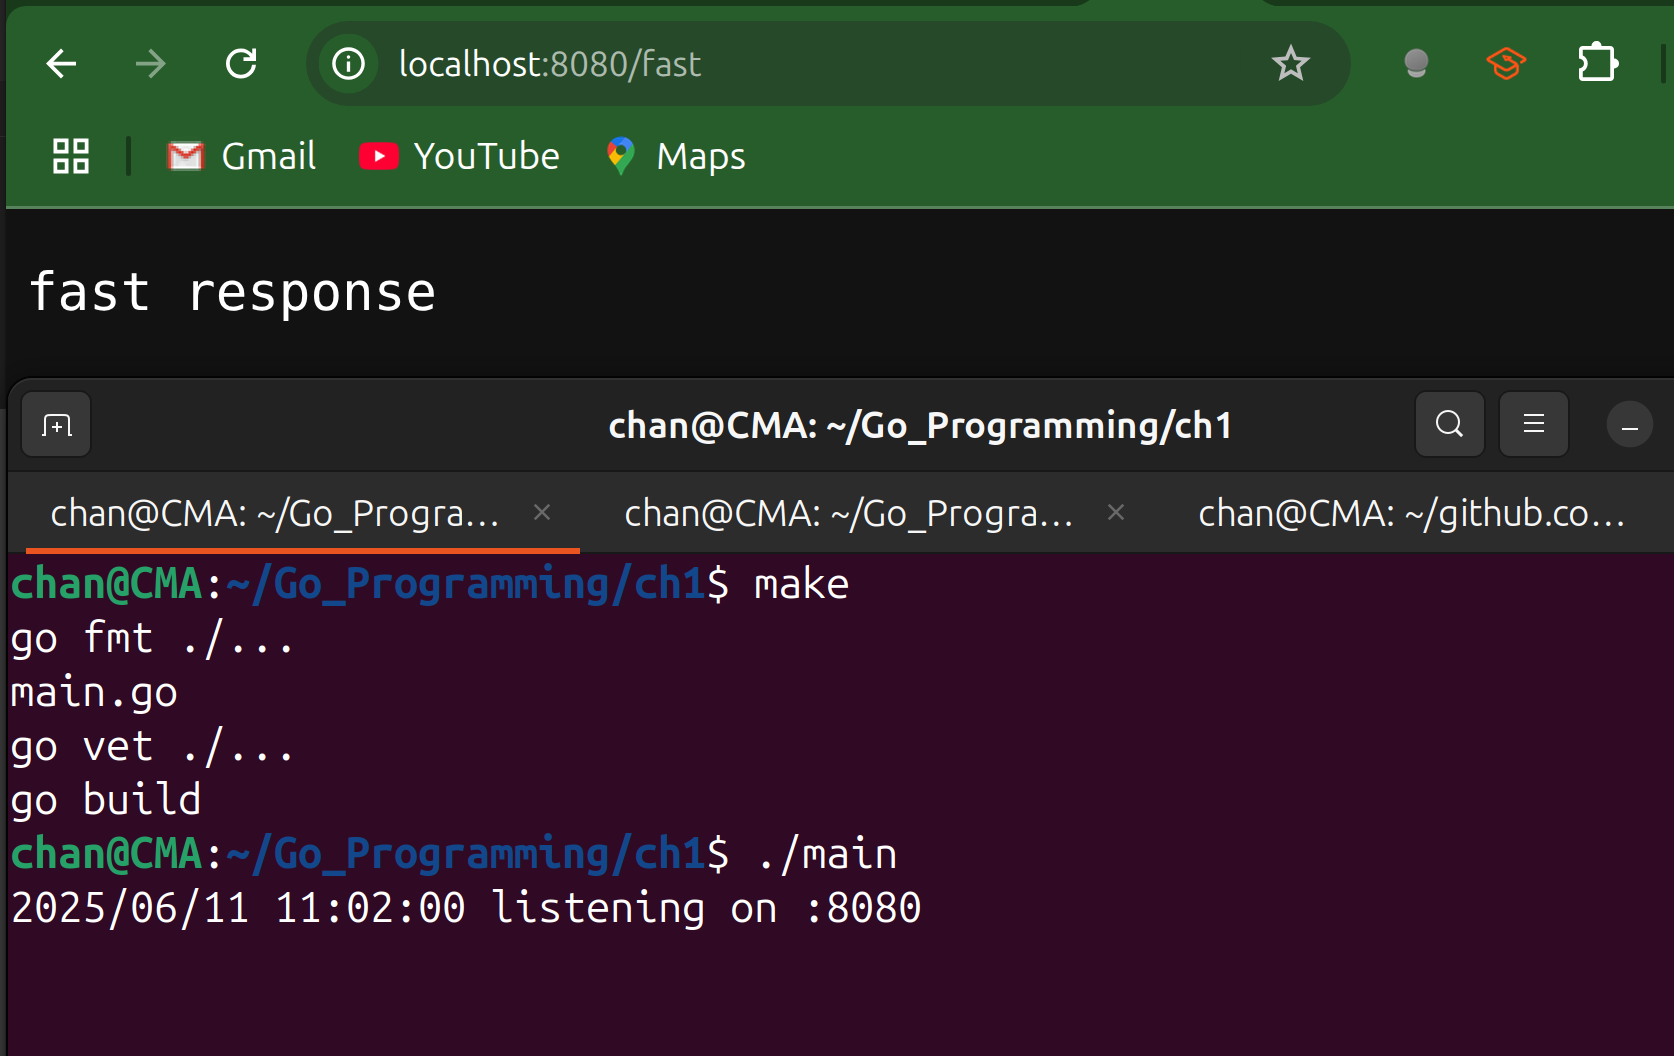 localhost:8080/fast
Gmail YouTube Maps
fast response
chan@CMA: ~/Go_Programming/ch1
chan@CMA: ~/Go_Progra... chan@CMA: ~/Go_Progra... chan@CMA: ~/github.co...
chan@CMA:~/Go_Programming/ch1$ make
go fmt ./...
main.go
go vet ./...
go build
chan@CMA:~/Go_Programming/ch1$ ./main
2025/06/11 11:02:00 listening on :8080